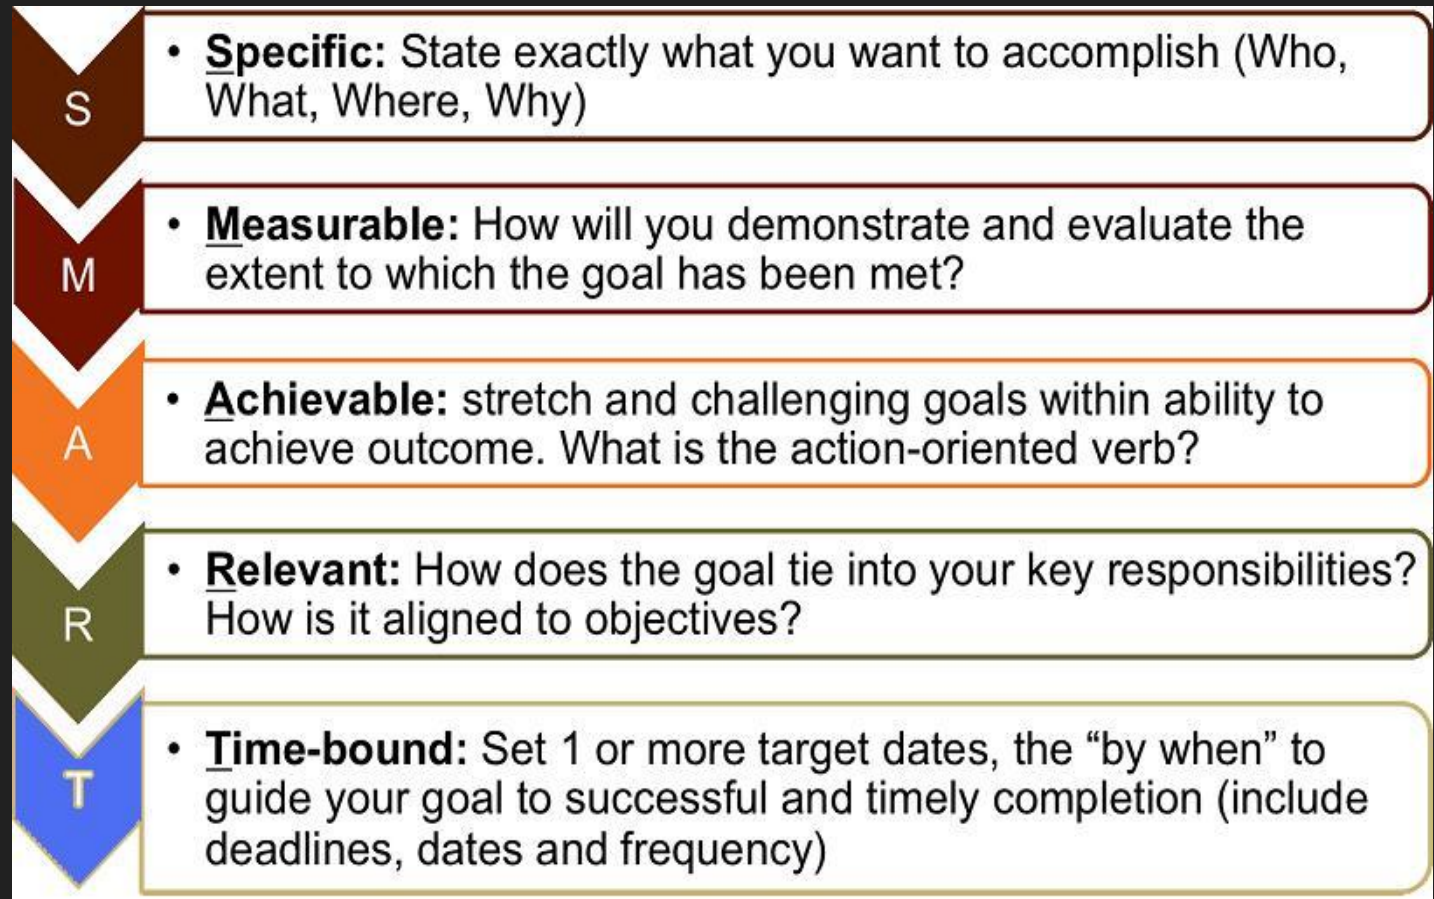 S
• Specific: State exactly what you want to accomplish (Who,
What, Where, Why)
M
• Measurable: How will you demonstrate and evaluate the
extent to which the goal has been met?
A
• Achievable: stretch and challenging goals within ability to
achieve outcome. What is the action-oriented verb?
R
• Relevant: How does the goal tie into your key responsibilities?
How is it aligned to objectives?
T
• Time-bound: Set 1 or more target dates, the “by when” to
guide your goal to successful and timely completion (include
deadlines, dates and frequency)